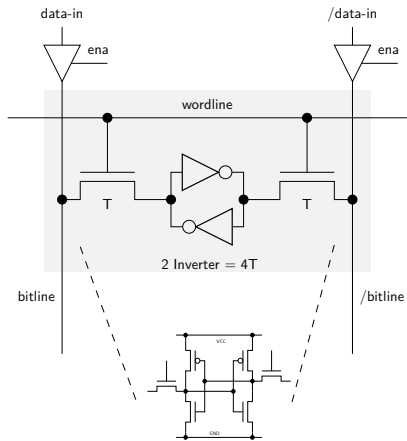 data-in /data-in
ena ena
wordline
T T
2 Inverter = 4T
bitline /bitline
VCC
GND